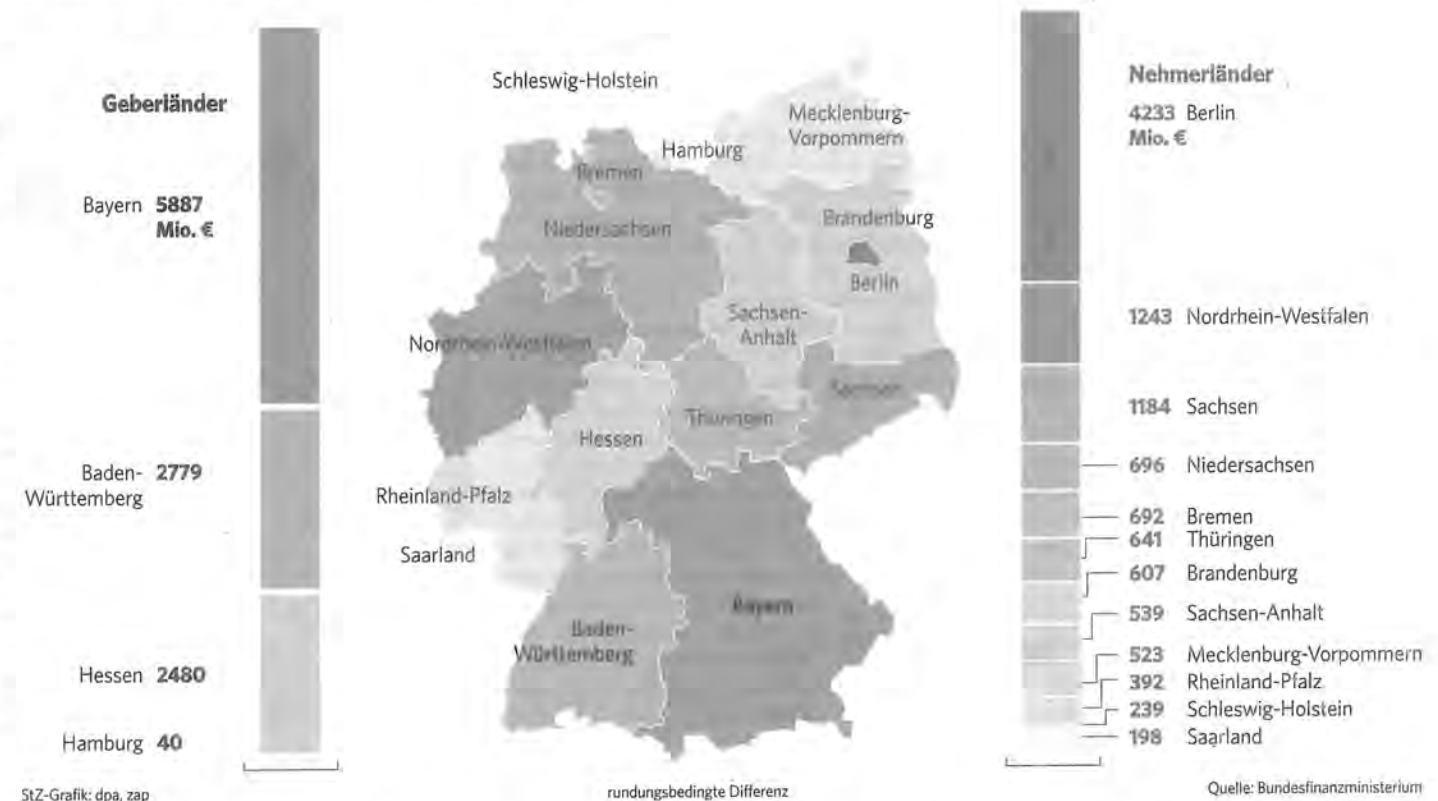 Geberländer
Bayern 5887
Mio. €
Baden- 2779
Württemberg
Hessen 2480
Hamburg 40
StZ-Grafik: dpa, zap
Schleswig-Holstein
Mecklenburg-
Vorpommern
Hamburg
Bremen
Niedersachsen
Brandenburg
Berlin
Sachsen-
Anhalt
Nordrhein-Westfalen
Sachsen
Thüringen
Hessen
Rheinland-Pfalz
Saarland
Bayern
Baden-
Württemberg
rundungsbedingte Differenz
Nehmerländer
4233 Berlin
Mio. €
1243 Nordrhein-Westfalen
1184 Sachsen
696 Niedersachsen
692 Bremen
641 Thüringen
607 Brandenburg
539 Sachsen-Anhalt
523 Mecklenburg-Vorpommern
392 Rheinland-Pfalz
239 Schleswig-Holstein
198 Saarland
Quelle: Bundesfinanzministerium